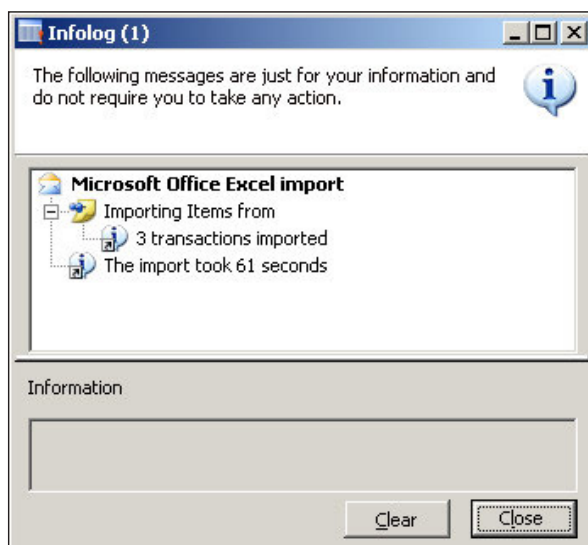 Infolog (1)
The following messages are just for your information and
do not require you to take any action.
Microsoft Office Excel import
Importing Items from
3 transactions imported
The import took 61 seconds
Information
Clear
Close